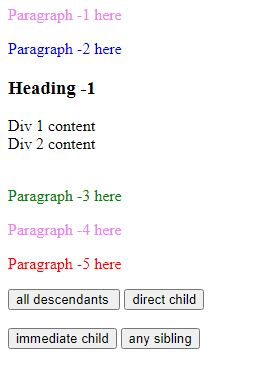 Paragraph -1 here
Paragraph -2 here
Heading -1
Div 1 content
Div 2 content
Paragraph -3 here
Paragraph -4 here
Paragraph -5 here
all descendants direct child
immediate child any sibling